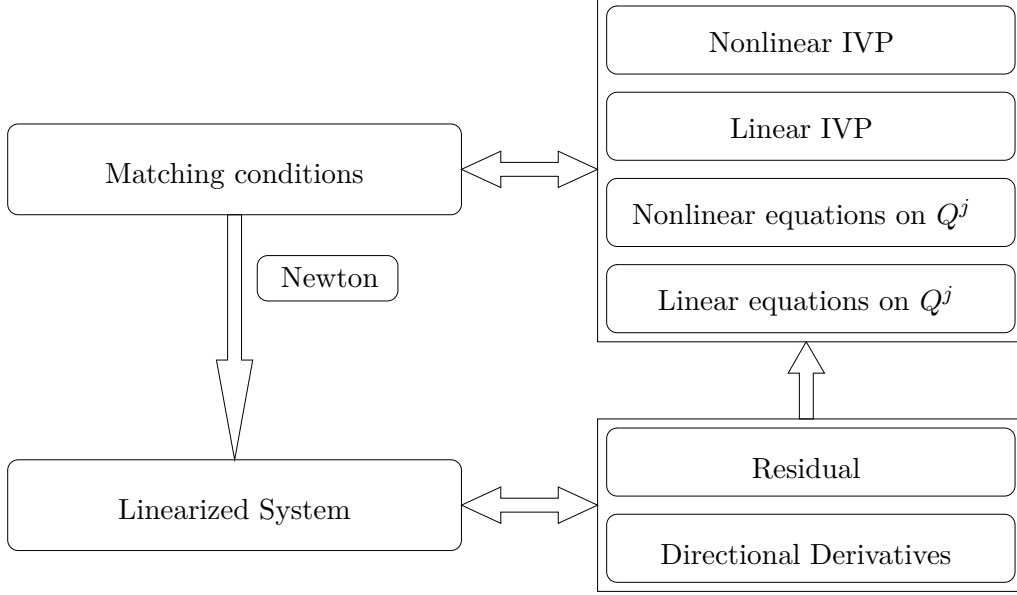 Nonlinear IVP
Linear IVP
Matching conditions
Nonlinear equations on Q^j
Newton
Linear equations on Q^j
Residual
Linearized System
Directional Derivatives